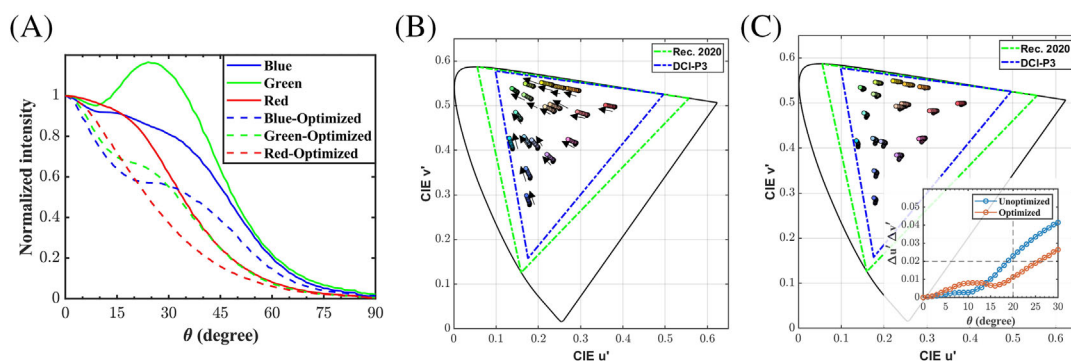 (A)
Normalized intensity
1
0.8
0.6
0.4
0.2
0
0
15
30
45
60
75
90
θ (degree)
Blue
Green
Red
Blue-Optimized
Green-Optimized
Red-Optimized
(B)
CIE v'
0.6
0.5
0.4
0.3
0.2
0.1
0
0
0.1
0.2
0.3
0.4
0.5
0.6
CIE u'
Rec. 2020
DCI-P3
(C)
CIE v'
0.6
0.5
0.4
0.3
0.2
0.1
0
0
0.1
0.2
0.3
0.4
0.5
0.6
CIE u'
Rec. 2020
DCI-P3
Δu' Δv'
0.05
0.04
0.03
0.02
0.01
0
0
5
10
15
20
25
30
θ (degree)
Unoptimized
Optimized